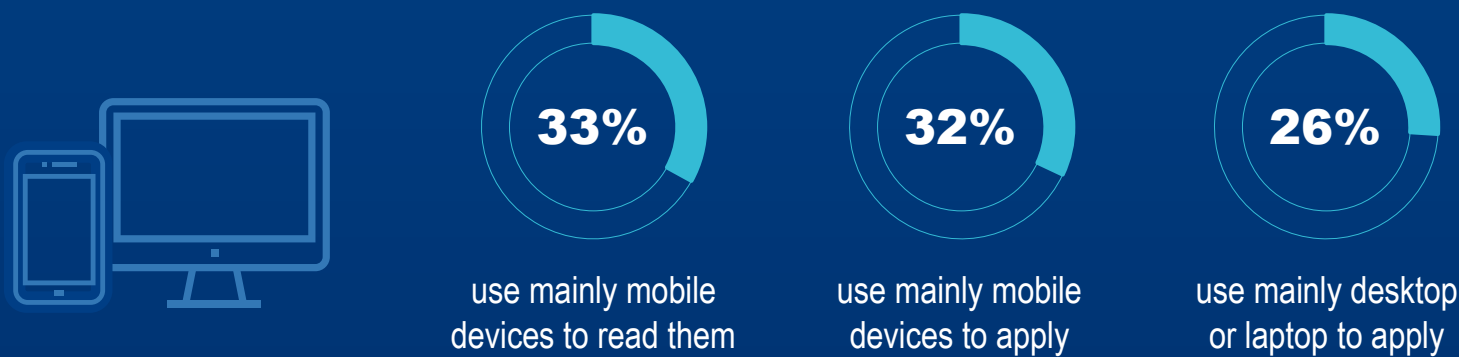 33%
use mainly mobile
devices to read them
32%
use mainly mobile
devices to apply
26%
use mainly desktop
or laptop to apply